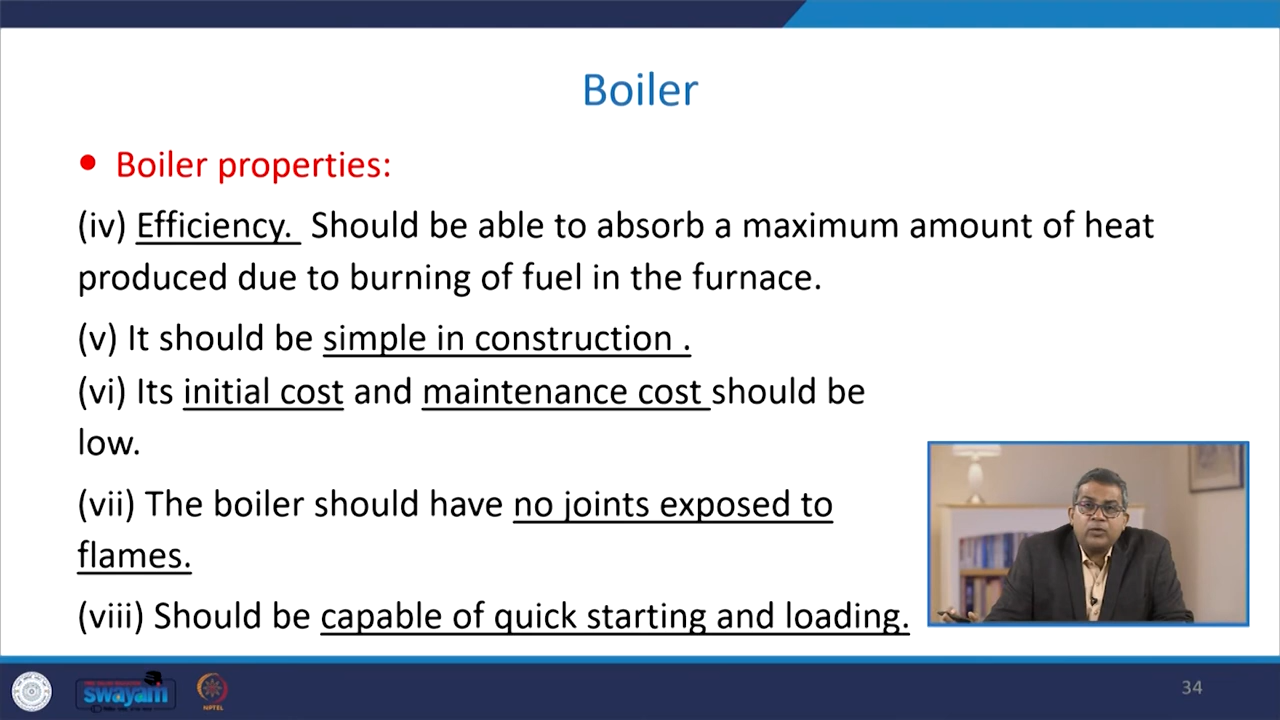 Boiler
• Boiler properties:
(iv) Efficiency. Should be able to absorb a maximum amount of heat
produced due to burning of fuel in the furnace.
(v) It should be simple in construction .
(vi) Its initial cost and maintenance cost should be
low.
(vii) The boiler should have no joints exposed to
flames.
(viii) Should be capable of quick starting and loading.
swayam
NPTEL
34